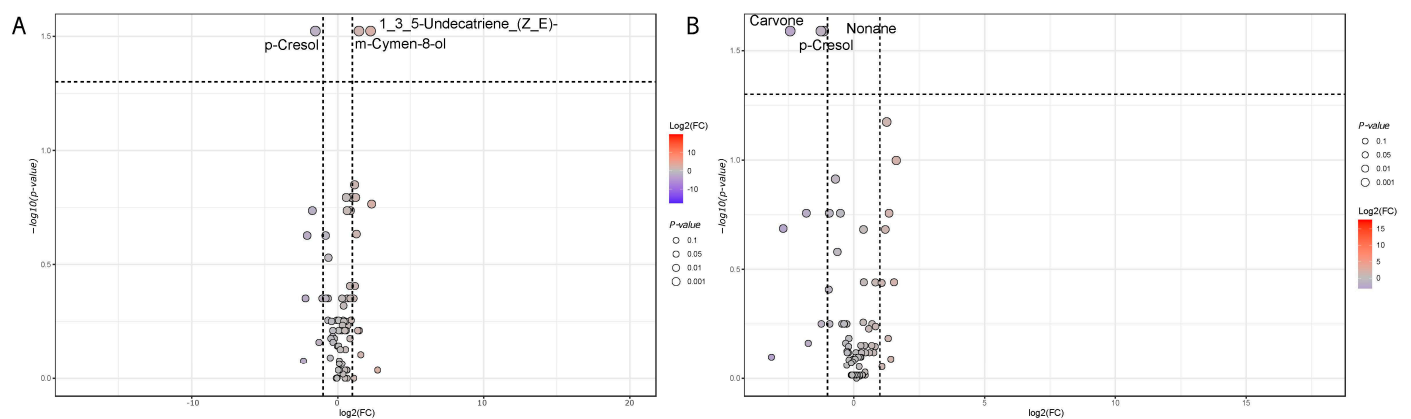 A
1_3_5-Undecatriene_(Z_E)-
p-Cresol
m-Cymen-8-ol
1.5
1.0
0.5
0.0
−log10(p-value)
-10
0
10
20
log2(FC)
Log2(FC)
10
0
-10
P-value
0.1
0.05
0.01
0.001
B
Carvone
Nonane
p-Cresol
1.5
1.0
0.5
0.0
−log10(p-value)
0
5
10
15
log2(FC)
P-value
0.1
0.05
0.01
0.001
Log2(FC)
15
10
5
0